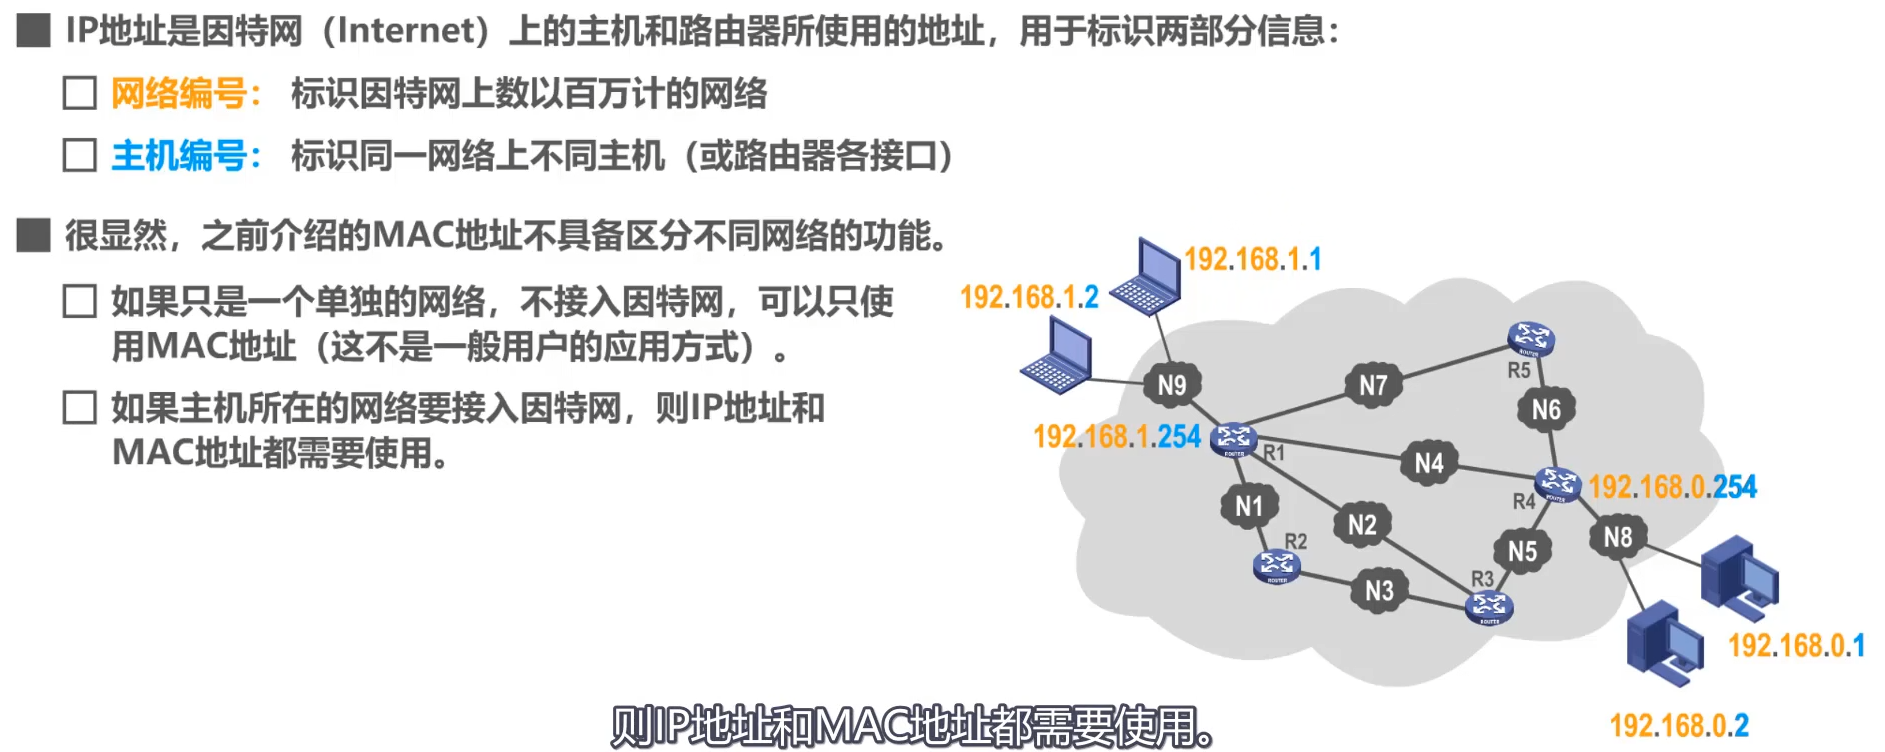 IP地址是因特网（Internet）上的主机和路由器所使用的地址，用于标识两部分信息：
网络编号： 标识因特网上数以百万计的网络
主机编号： 标识同一网络上不同主机（或路由器各接口）
很显然，之前介绍的MAC地址不具备区分不同网络的功能。
如果只是一个单独的网络，不接入因特网，可以只使
用MAC地址（这不是一般用户的应用方式）。
如果主机所在的网络要接入因特网，则IP地址和
MAC地址都需要使用。
192.168.1.1
192.168.1.2
N9
N7
ROUTER
R5
N6
192.168.1.254
ROUTER
R1
N4
ROUTER
R4
192.168.0.254
N1
N2
N5
N8
R2
ROUTER
N3
R3
ROUTER
192.168.0.1
192.168.0.2
则IP地址和MAC地址都需要使用。